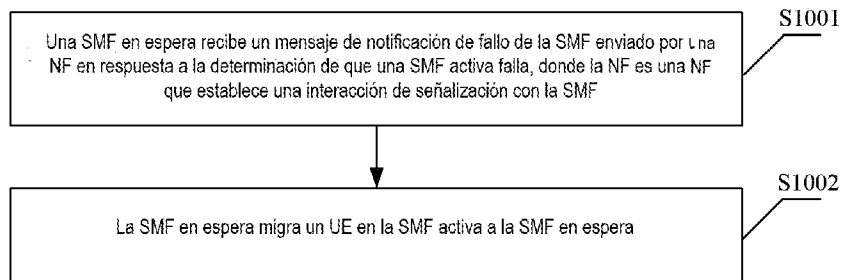 S1001
Una SMF en espera recibe un mensaje de notificación de fallo de la SMF enviado por una
NF en respuesta a la determinación de que una SMF activa falla, donde la NF es una NF
que establece una interacción de señalización con la SMF
S1002
La SMF en espera migra un UE en la SMF activa a la SMF en espera